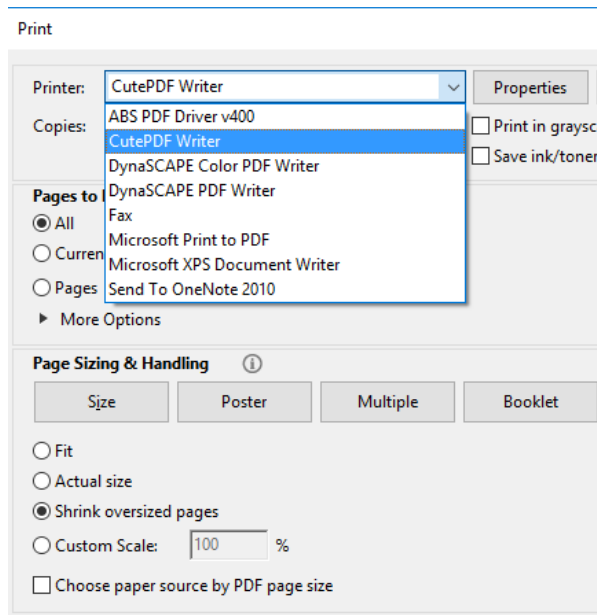 Print
Printer: CutePDF Writer Properties
Copies:
ABS PDF Driver v400
CutePDF Writer
DynaSCAPE Color PDF Writer
DynaSCAPE PDF Writer
Fax
Microsoft Print to PDF
Microsoft XPS Document Writer
Send To OneNote 2010
Print in graysc
Save ink/toner
Pages to
All
Curren
Pages
More Options
Page Sizing & Handling
Size Poster Multiple Booklet
Fit
Actual size
Shrink oversized pages
Custom Scale: 100 %
Choose paper source by PDF page size